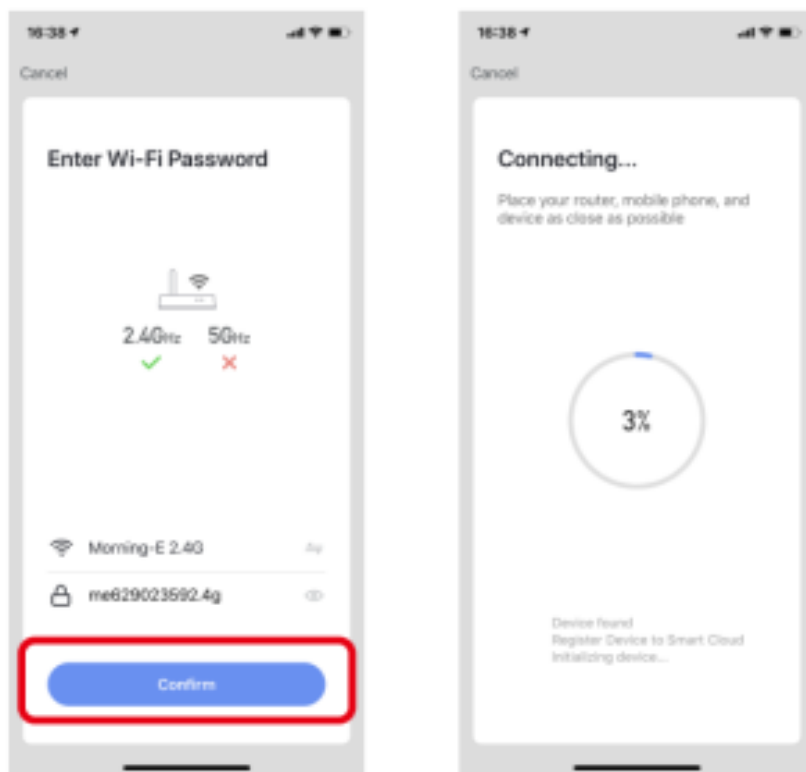 16:38
Cancel
Enter Wi-Fi Password
2.4GHz 5GHz
Morning-E 2.4G
me629023592.4g
Confirm
16:38
Cancel
Connecting...
Place your router, mobile phone, and
device as close as possible
3%
Device found
Register Device to Smart Cloud
Initializing device...